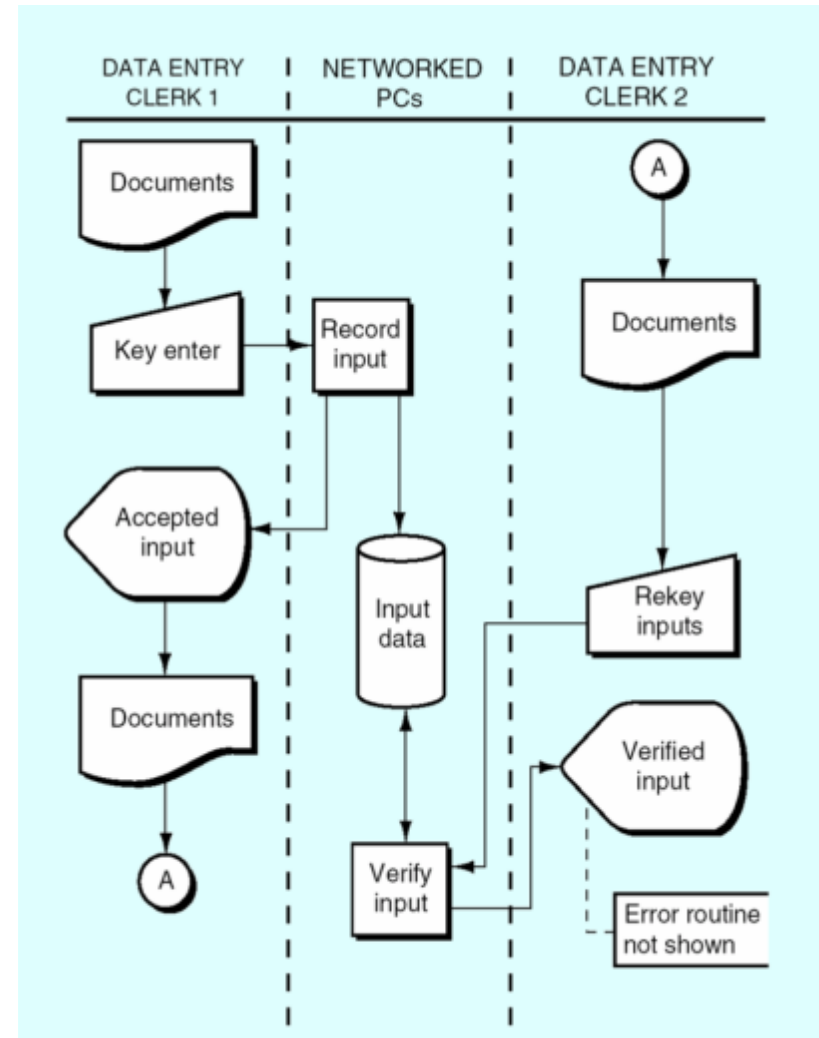 DATA ENTRY
CLERK 1
NETWORKED
PCs
DATA ENTRY
CLERK 2
Documents
Key enter
Record
input
Accepted
input
Input
data
Documents
A
Verify
input
A
Documents
Rekey
inputs
Verified
input
Error routine
not shown